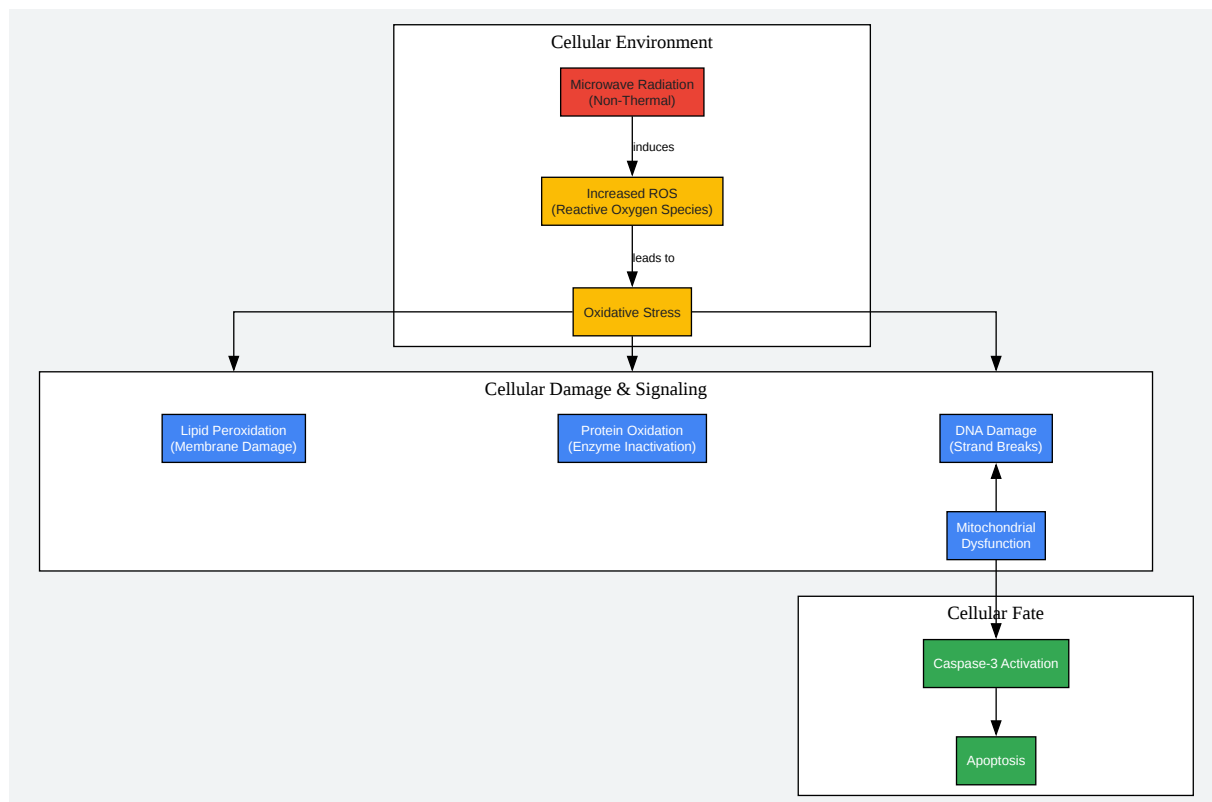 Cellular Environment
Microwave Radiation
(Non-Thermal)
induces
Increased ROS
(Reactive Oxygen Species)
leads to
Oxidative Stress
Cellular Damage & Signaling
Lipid Peroxidation
(Membrane Damage)
Protein Oxidation
(Enzyme Inactivation)
DNA Damage
(Strand Breaks)
Mitochondrial
Dysfunction
Cellular Fate
Caspase-3 Activation
Apoptosis